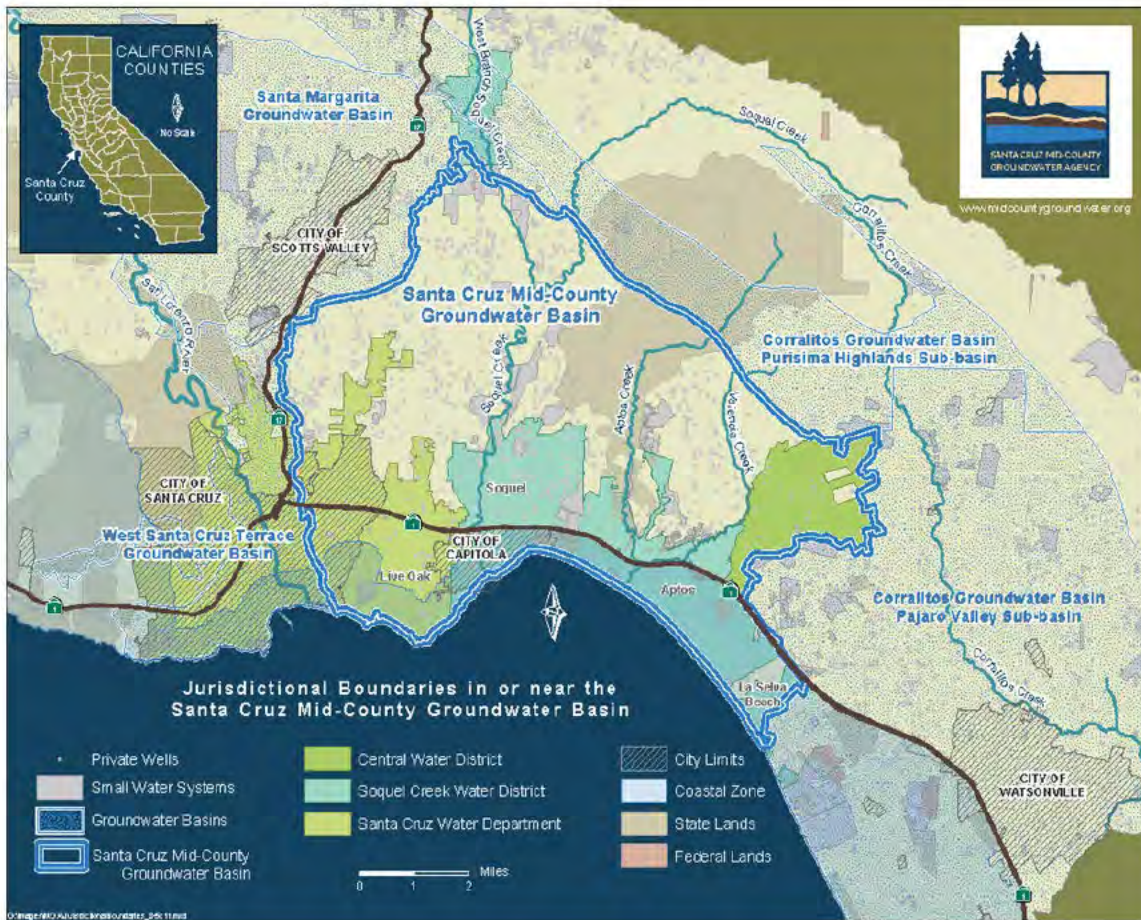 CALIFORNIA
COUNTIES
No Scale
Santa Cruz
County
Santa Margarita
Groundwater Basin
17
West Branch Soquel Creek
Soquel Creek
SANTA CRUZ MID-COUNTY
GROUNDWATER AGENCY
www.midcountygroundwater.org
CITY OF
SCOTTS VALLEY
San Lorenzo River
Corralitos
Creek
Santa Cruz Mid-County
Groundwater Basin
Corralitos Groundwater Basin
Purisima Highlands Sub-basin
Soquel Creek
Aptos Creek
Valencia Creek
17
CITY OF
SANTA CRUZ
Soquel
1
West Santa Cruz Terrace
Groundwater Basin
CITY OF
CAPITOLA
Live Oak
Aptos
1
1
Corralitos Groundwater Basin
Pajaro Valley Sub-basin
Corralitos Creek
La Selva
Beach
CITY OF
WATSONVILLE
1
Jurisdictional Boundaries in or near the
Santa Cruz Mid-County Groundwater Basin
Private Wells
Small Water Systems
Groundwater Basins
Santa Cruz Mid-County
Groundwater Basin
Central Water District
Soquel Creek Water District
Santa Cruz Water Department
0 1 2
Miles
City Limits
Coastal Zone
State Lands
Federal Lands